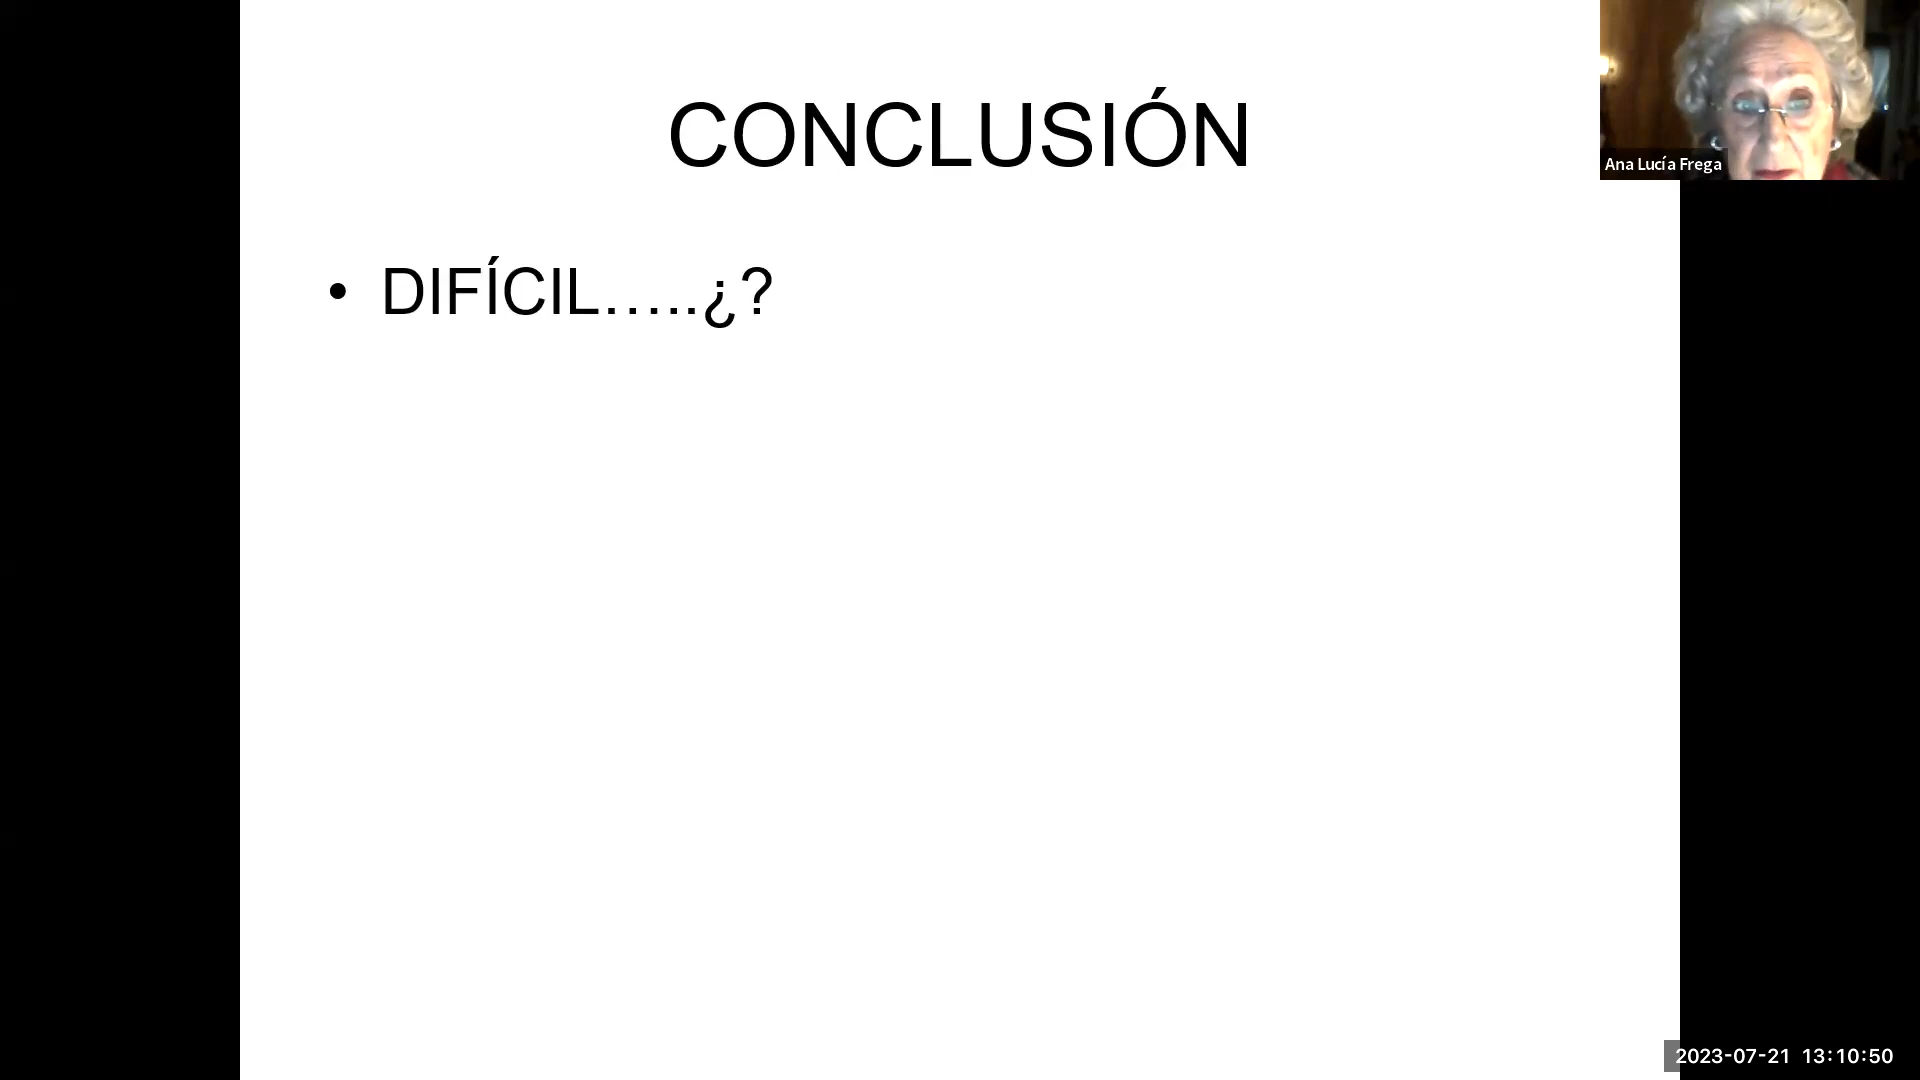 CONCLUSIÓN
Ana Lucía Frega
• DIFÍCIL…..¿?
2023-07-21 13:10:50